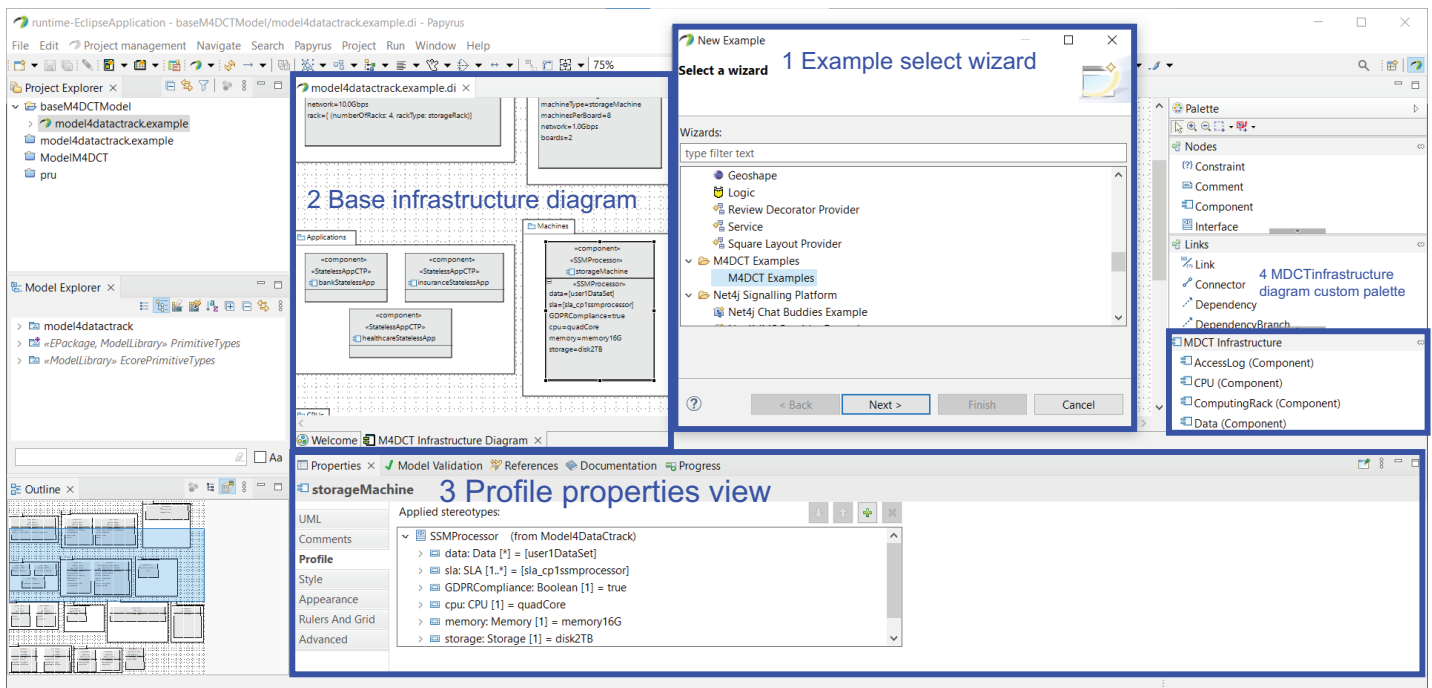 runtime-EclipseApplication - baseM4DCTModel/model4datactrack.example.di - Papyrus
File Edit Project management Navigate Search Papyrus Project Run Window Help
75%
Project Explorer
baseM4DCTModel
model4datactrack.example
model4datactrack.example
ModelM4DCT
pru
Model Explorer
model4datactrack
«EPackage, ModelLibrary» PrimitiveTypes
«ModelLibrary» EcorePrimitiveTypes
Aa
Outline
model4datactrack.example.di
network=10.0Gbps
rack=[ (numberOfRacks: 4, rackType: storageRack)]
machineType=storageMachine
machinesPerBoard=8
network=1.0Gbps
boards=2
2 Base infrastructure diagram
Applications
«component»
«StatelessAppCTP»
bankStatelessApp
«component»
«StatelessAppCTP»
insuranceStatelessApp
«component»
«StatelessAppCTP»
healthcareStatelessApp
Machines
«component»
«SSMProcessor»
storageMachine
«SSMProcessor»
data=[user1DataSet]
sla=[sla_cp1ssmprocessor]
GDPRCompliance=true
cpu=quadCore
memory=memory16G
storage=disk2TB
CPUs
Welcome M4DCT Infrastructure Diagram
New Example
1 Example select wizard
Select a wizard
Wizards:
type filter text
Geoshape
Logic
Review Decorator Provider
Service
Square Layout Provider
M4DCT Examples
M4DCT Examples
Net4j Signalling Platform
Net4j Chat Buddies Example
< Back Next > Finish Cancel
Palette
Nodes
Constraint
Comment
Component
Interface
Links
Link
Connector
Dependency
DependencyBranch
4 MDCTinfrastructure
diagram custom palette
MDCT Infrastructure
AccessLog (Component)
CPU (Component)
ComputingRack (Component)
Data (Component)
Properties Model Validation References Documentation Progress
storageMachine
3 Profile properties view
UML
Comments
Profile
Style
Appearance
Rulers And Grid
Advanced
Applied stereotypes:
SSMProcessor (from Model4DataCtrack)
data: Data [*] = [user1DataSet]
sla: SLA [1..*] = [sla_cp1ssmprocessor]
GDPRCompliance: Boolean [1] = true
cpu: CPU [1] = quadCore
memory: Memory [1] = memory16G
storage: Storage [1] = disk2TB